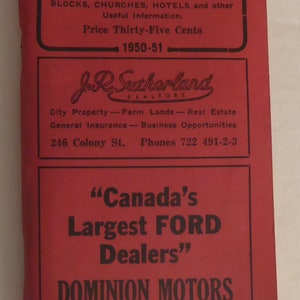 BLOCKS, CHURCHES, HOTELS and other
Useful Information.
Price Thirty-Five Cents
1950-51
J. R. Sutherland
REALTORS
City Property — Farm Lands — Real Estate
General Insurance — Business Opportunities
246 Colony St. Phones 722 491-2-3
"Canada's
Largest FORD
Dealers"
DOMINION MOTORS